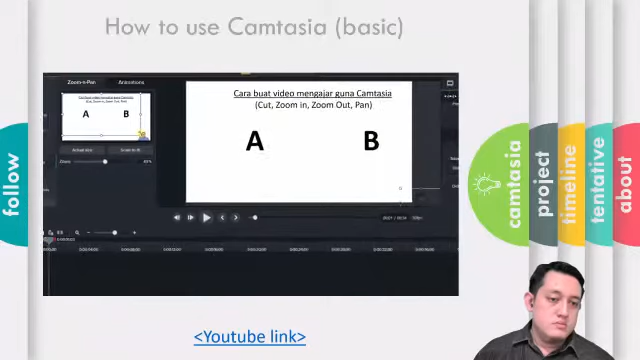 How to use Camtasia (basic)
Zoom-n-Pan
Animations
Cara buat video mengajar guna Camtasia
(Cut, Zoom in, Zoom Out, Pan)
A
B
A
B
<Youtube link>
follow
camtasia
project
timeline
tentative
about